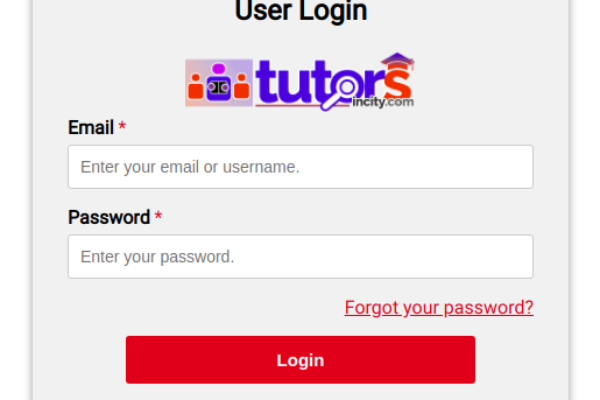 User Login
tutors
incity.com
Email *
Enter your email or username.
Password *
Enter your password.
Forgot your password?
Login